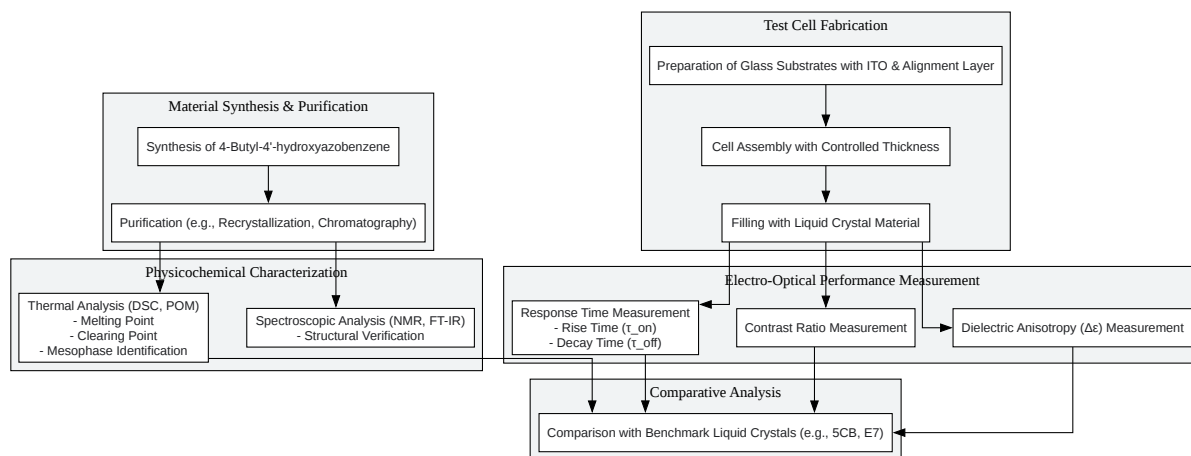 Test Cell Fabrication
Preparation of Glass Substrates with ITO & Alignment Layer
Cell Assembly with Controlled Thickness
Filling with Liquid Crystal Material
Material Synthesis & Purification
Synthesis of 4-Butyl-4'-hydroxyazobenzene
Purification (e.g., Recrystallization, Chromatography)
Physicochemical Characterization
Thermal Analysis (DSC, POM)
- Melting Point
- Clearing Point
- Mesophase Identification
Spectroscopic Analysis (NMR, FT-IR)
- Structural Verification
Electro-Optical Performance Measurement
Response Time Measurement
- Rise Time (τ_on)
- Decay Time (τ_off)
Contrast Ratio Measurement
Dielectric Anisotropy (Δε) Measurement
Comparative Analysis
Comparison with Benchmark Liquid Crystals (e.g., 5CB, E7)